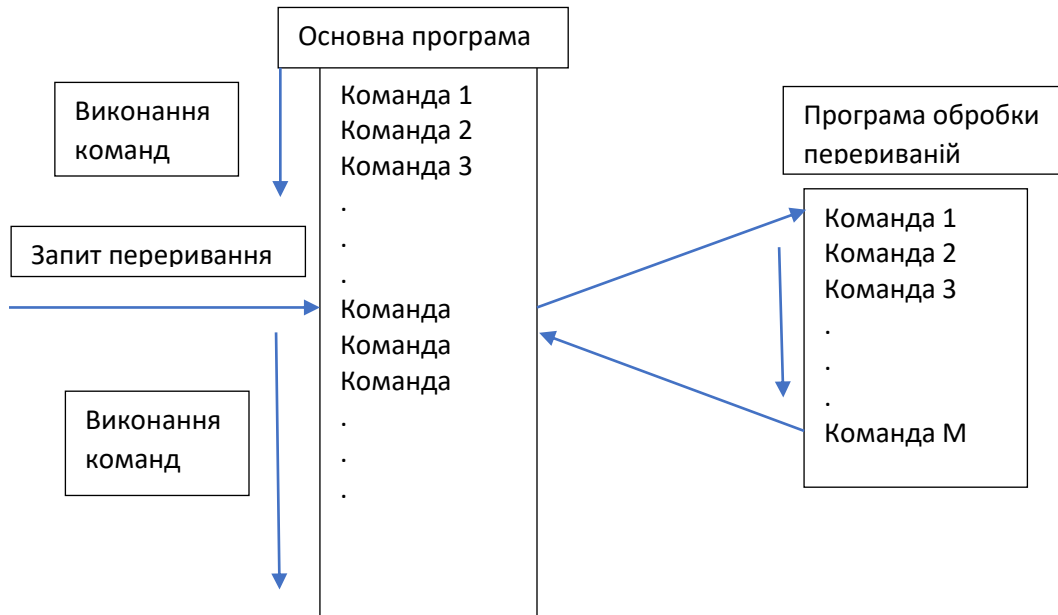 Основна програма
Виконання
команд
Команда 1
Команда 2
Команда 3
.
.
.
Запит переривання
Команда
Команда
Команда
.
.
.
Виконання
команд
Програма обробки
перериваній
Команда 1
Команда 2
Команда 3
.
.
.
Команда М